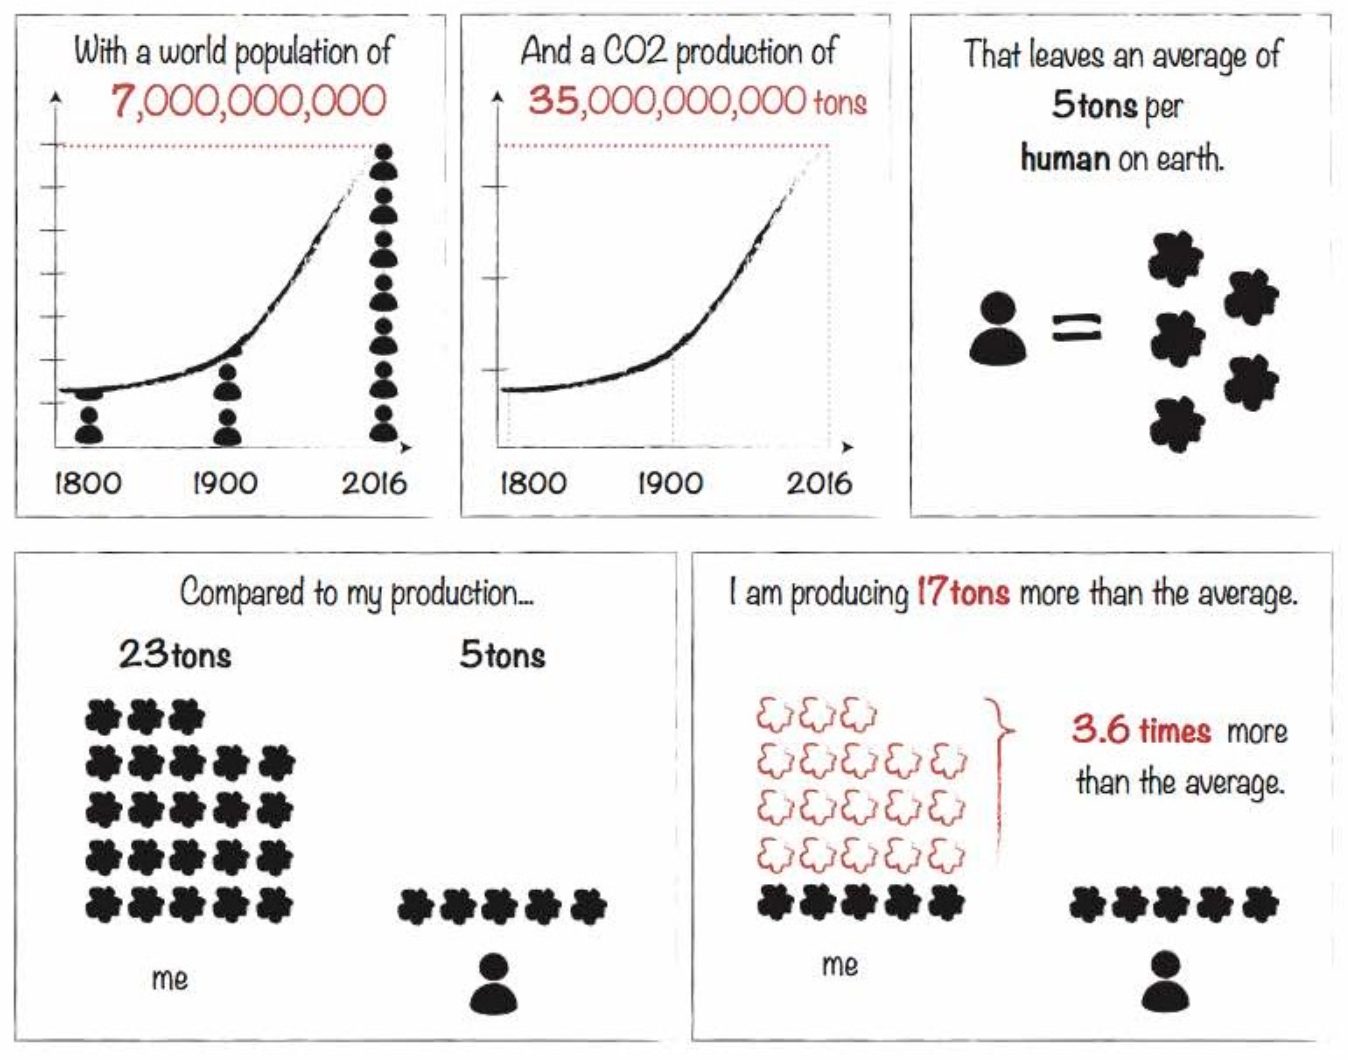 With a world population of
7,000,000,000
1800 1900 2016
And a CO2 production of
35,000,000,000 tons
1800 1900 2016
That leaves an average of
5tons per
human on earth.
Compared to my production...
23tons 5tons
me
I am producing 17tons more than the average.
3.6 times more
than the average.
me